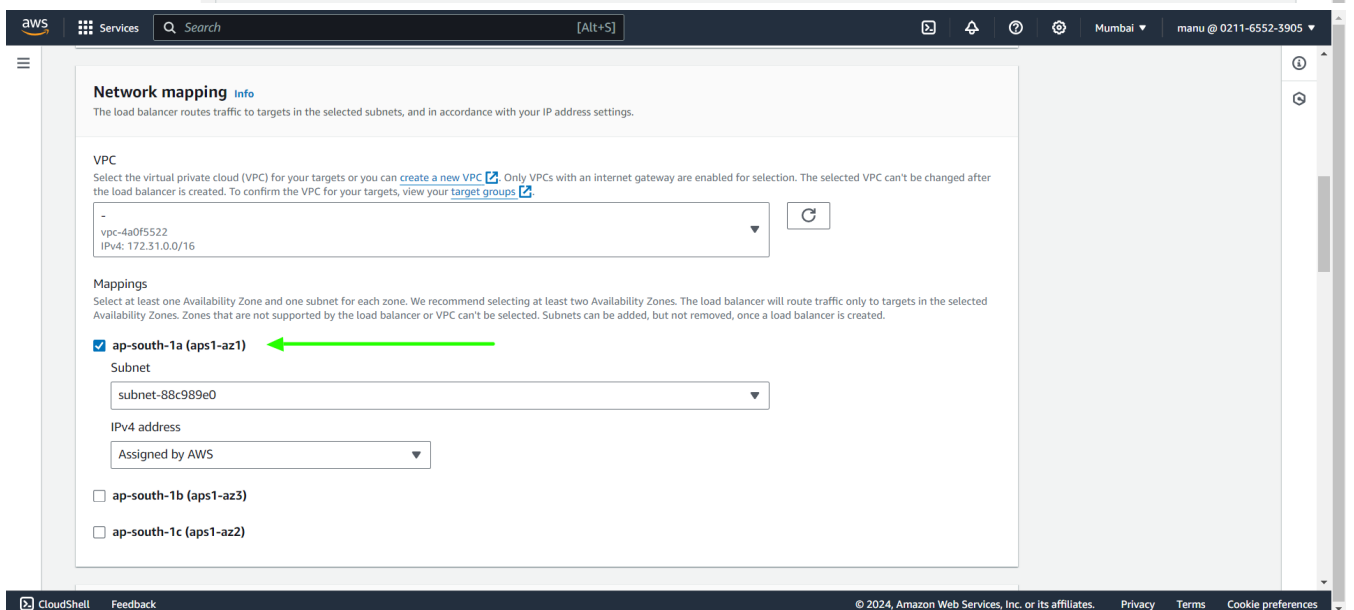 aws
Services
Search
[Alt+S]
Mumbai
manu @ 0211-6552-3905
Network mapping Info
The load balancer routes traffic to targets in the selected subnets, and in accordance with your IP address settings.
VPC
Select the virtual private cloud (VPC) for your targets or you can create a new VPC. Only VPCs with an internet gateway are enabled for selection. The selected VPC can't be changed after
the load balancer is created. To confirm the VPC for your targets, view your target groups.
-
vpc-4a0f5522
IPv4: 172.31.0.0/16
Mappings
Select at least one Availability Zone and one subnet for each zone. We recommend selecting at least two Availability Zones. The load balancer will route traffic only to targets in the selected
Availability Zones. Zones that are not supported by the load balancer or VPC can't be selected. Subnets can be added, but not removed, once a load balancer is created.
ap-south-1a (aps1-az1)
Subnet
subnet-88c989e0
IPv4 address
Assigned by AWS
ap-south-1b (aps1-az3)
ap-south-1c (aps1-az2)
CloudShell
Feedback
© 2024, Amazon Web Services, Inc. or its affiliates.
Privacy
Terms
Cookie preferences